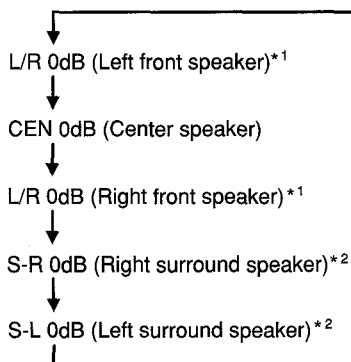 L/R 0dB (Left front speaker)*1
CEN 0dB (Center speaker)
L/R 0dB (Right front speaker)*1
S-R 0dB (Right surround speaker)*2
S-L 0dB (Left surround speaker)*2